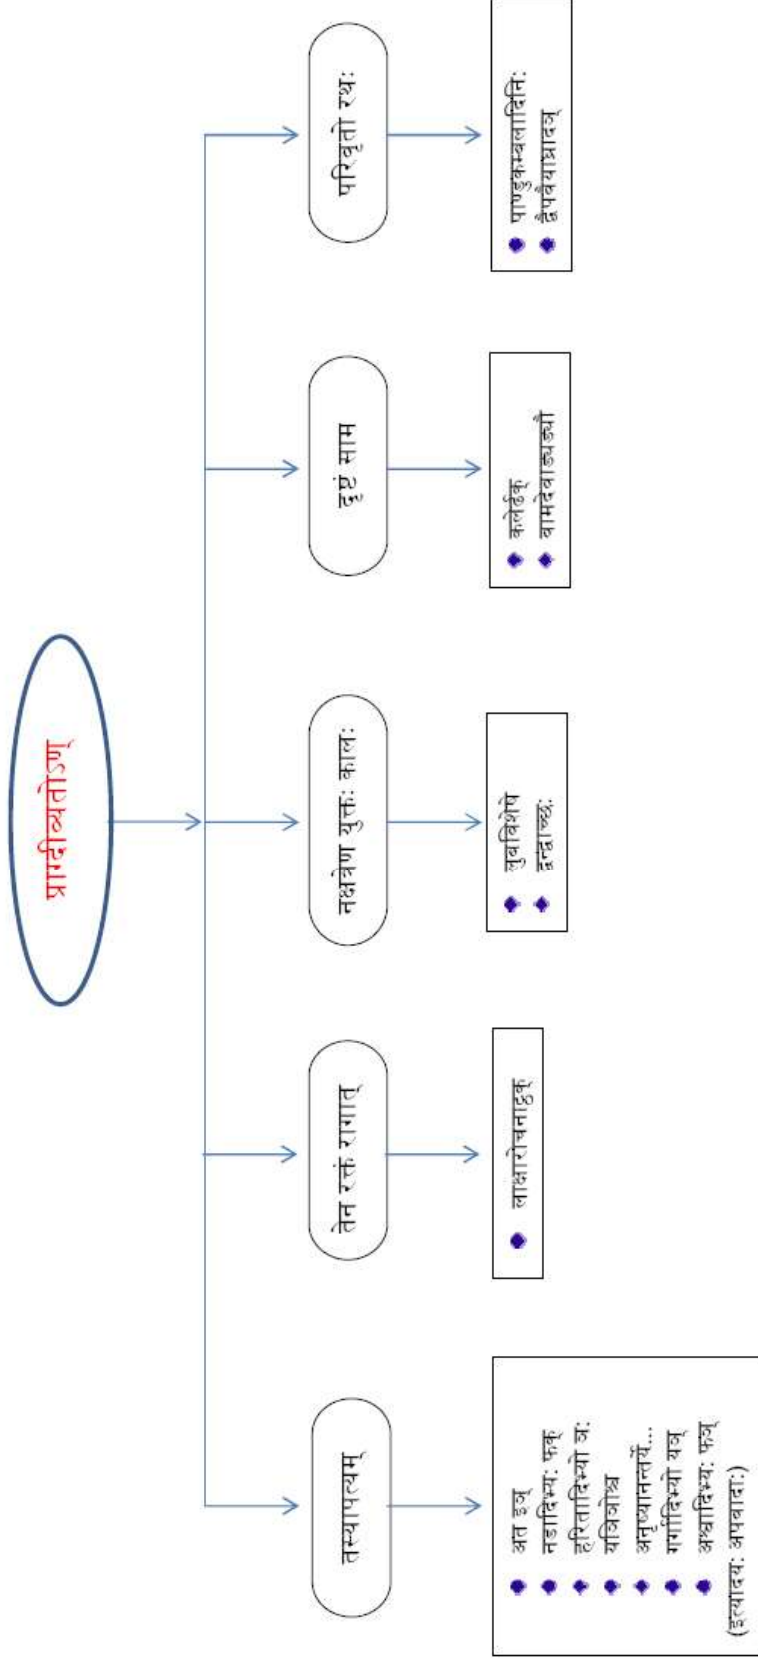 प्राग्दीव्यतोऽण्
तस्यापत्यम्
तेन रक्तं रागात्
नक्षत्रेण युक्तः कालः
दृष्टं साम
परिवृतो रथः
अत इञ्
नडादिभ्यः फक्
हरितादिभ्यो ञः
यञिञोश्च
अनृष्यानन्तर्ये...
गर्गादिभ्यो यञ्
अश्वादिभ्यः फञ्
(इत्यादयः अपवादाः)
लाक्षारोचनाट्ठक्
लुबविशेषे
द्वन्द्वाच्छः
कलेर्ढक्
वामदेवाड्यड्यौ
पाण्डुकम्बलादिनिः
द्वैपवैयाघ्रादञ्